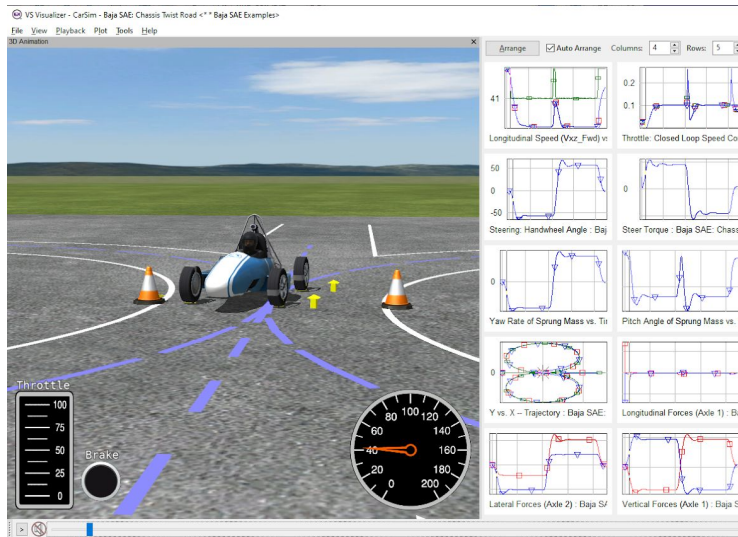 VS Visualizer - CarSim - Baja SAE: Chassis Twist Road <* * Baja SAE Examples>
File View Playback Plot Tools Help
3D Animation
Arrange Auto Arrange Columns: 4 Rows: 5
41
Longitudinal Speed (Vxz_Fwd) vs
0.2
0.1
Throttle: Closed Loop Speed Co
50
0
-50
Steering: Handwheel Angle : Baj
0
Steer Torque : Baja SAE: Chass
0
Yaw Rate of Sprung Mass vs. Tir
Pitch Angle of Sprung Mass vs.
0
Y vs. X -- Trajectory : Baja SAE:
Longitudinal Forces (Axle 1) : B
Lateral Forces (Axle 2) : Baja SA
Vertical Forces (Axle 1) : Baja S
Throttle
100
75
50
25
0
Brake
0
20
40
60
80
100
120
140
160
180
200
>